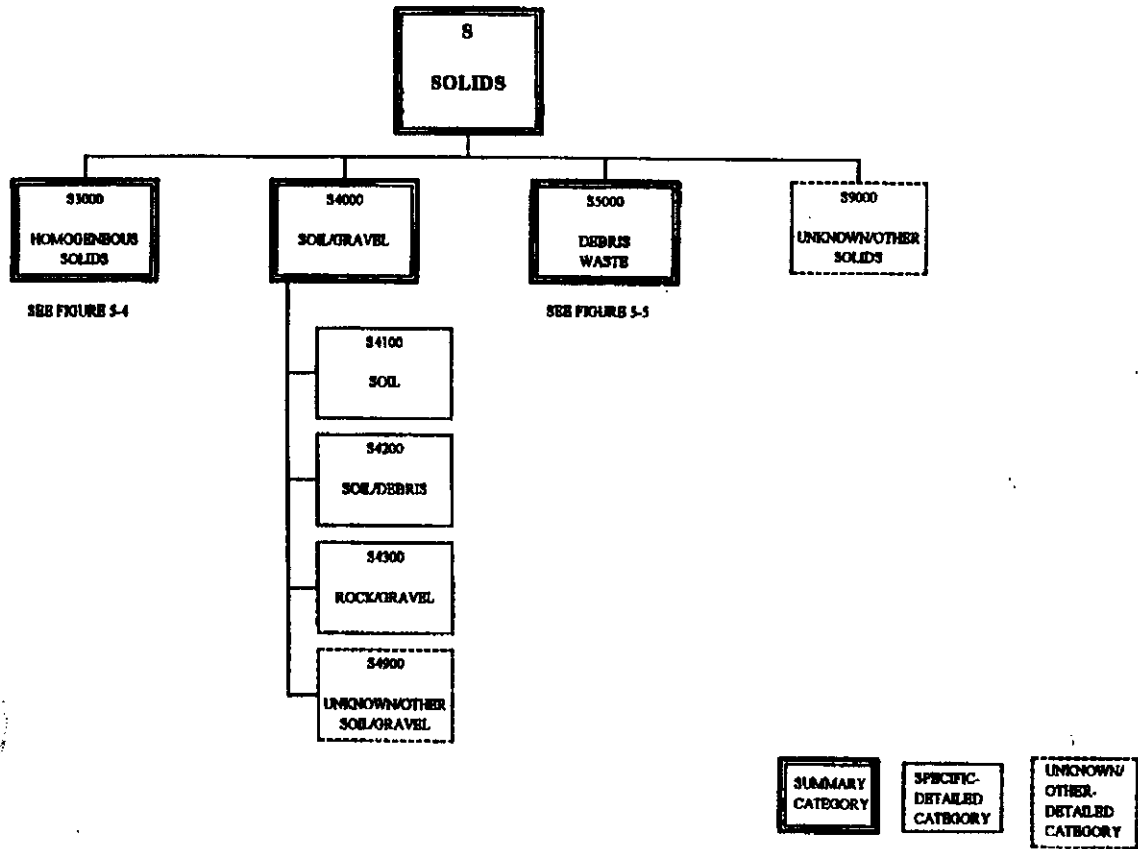 S
SOLIDS
S3000
HOMOGENEOUS
SOLIDS
SEE FIGURE 5-4
S4000
SOIL/GRAVEL
S5000
DEBRIS
WASTE
SEE FIGURE 5-5
S9000
UNKNOWN/OTHER
SOLIDS
S4100
SOIL
S4200
SOIL/DEBRIS
S4300
ROCK/GRAVEL
S4900
UNKNOWN/OTHER
SOIL/GRAVEL
SUMMARY
CATEGORY
SPECIFIC-
DETAILED
CATEGORY
UNKNOWN/
OTHER-
DETAILED
CATEGORY